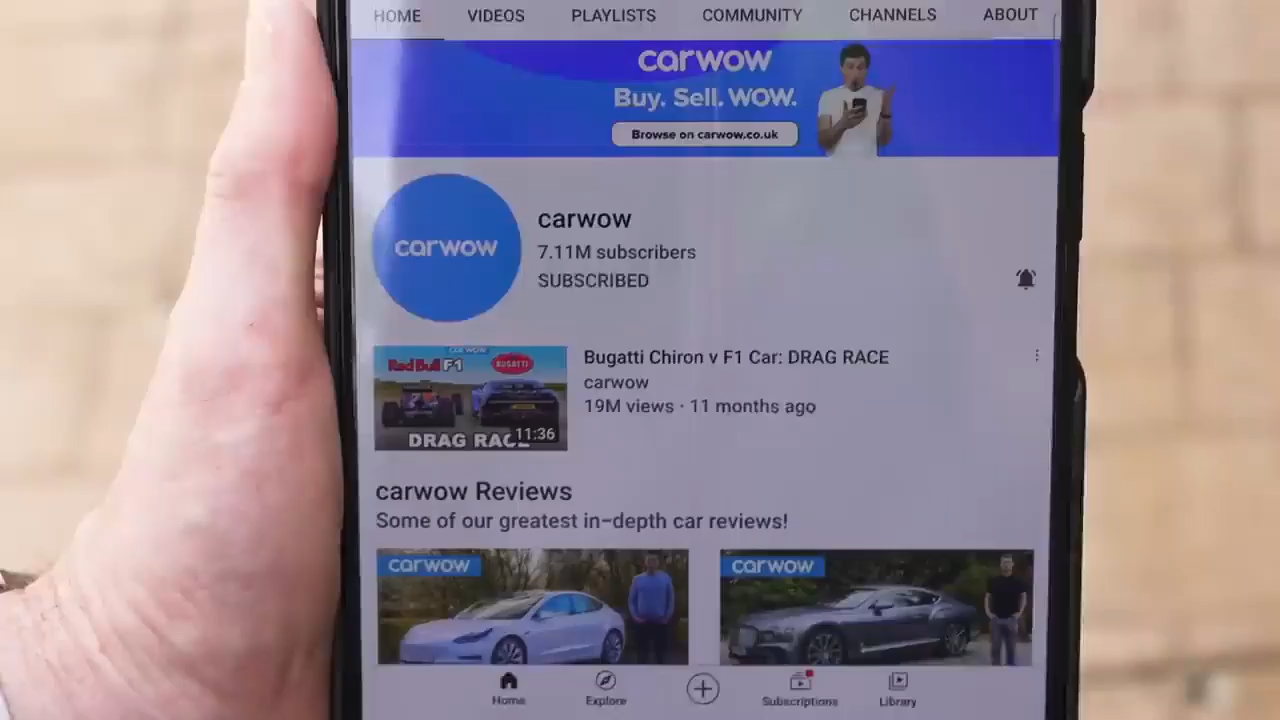 HOME VIDEOS PLAYLISTS COMMUNITY CHANNELS ABOUT
carwow
Buy. Sell. WOW.
Browse on carwow.co.uk
carwow
carwow
7.11M subscribers
SUBSCRIBED
CARWOW
Red Bull F1 BUGATTI
DRAG RACE
11:36
Bugatti Chiron v F1 Car: DRAG RACE
carwow
19M views · 11 months ago
carwow Reviews
Some of our greatest in-depth car reviews!
carwow
carwow
Home Explore Subscriptions Library